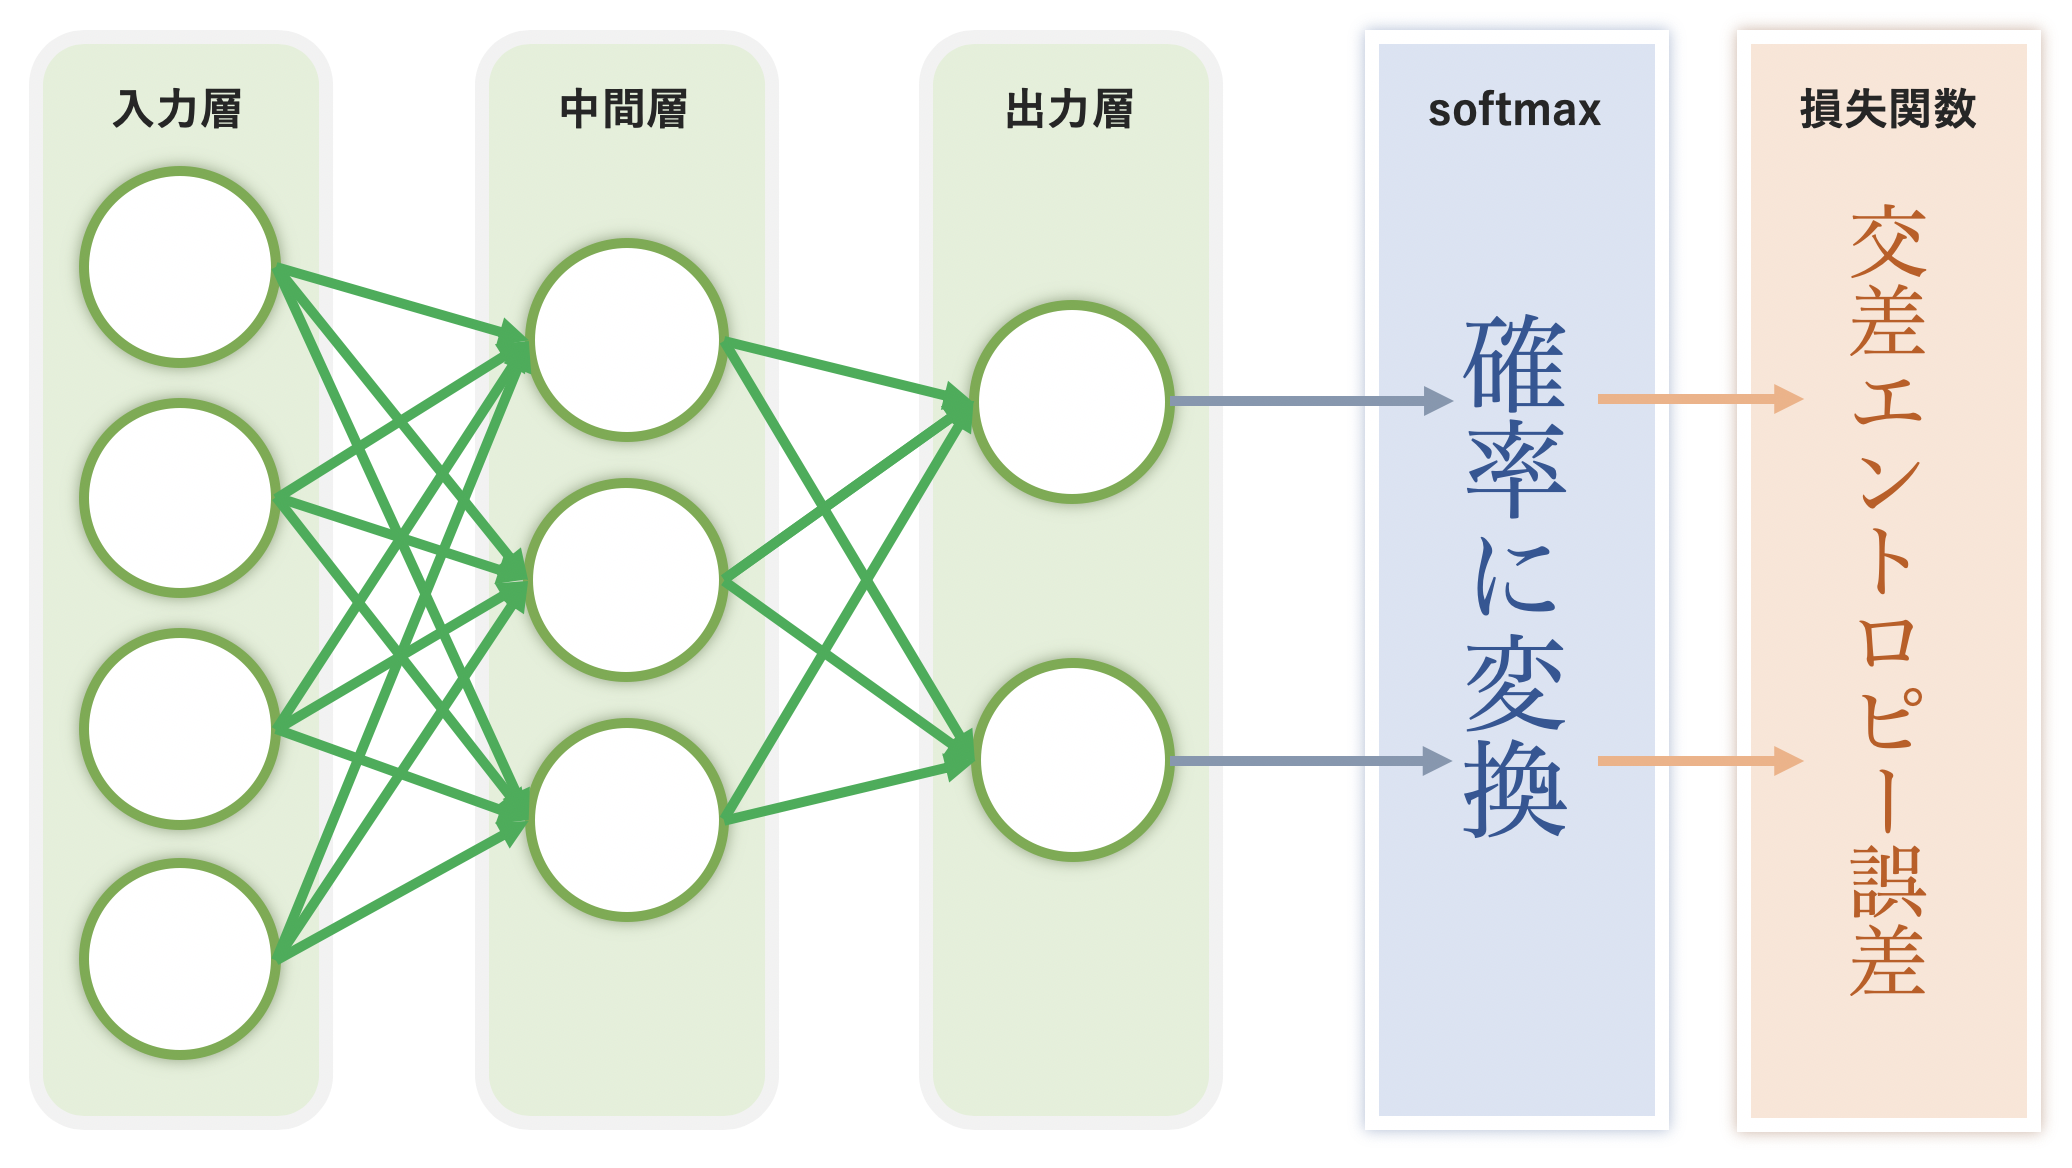 入力層
中間層
出力層
softmax
確率に変換
損失関数
交差エントロピー誤差